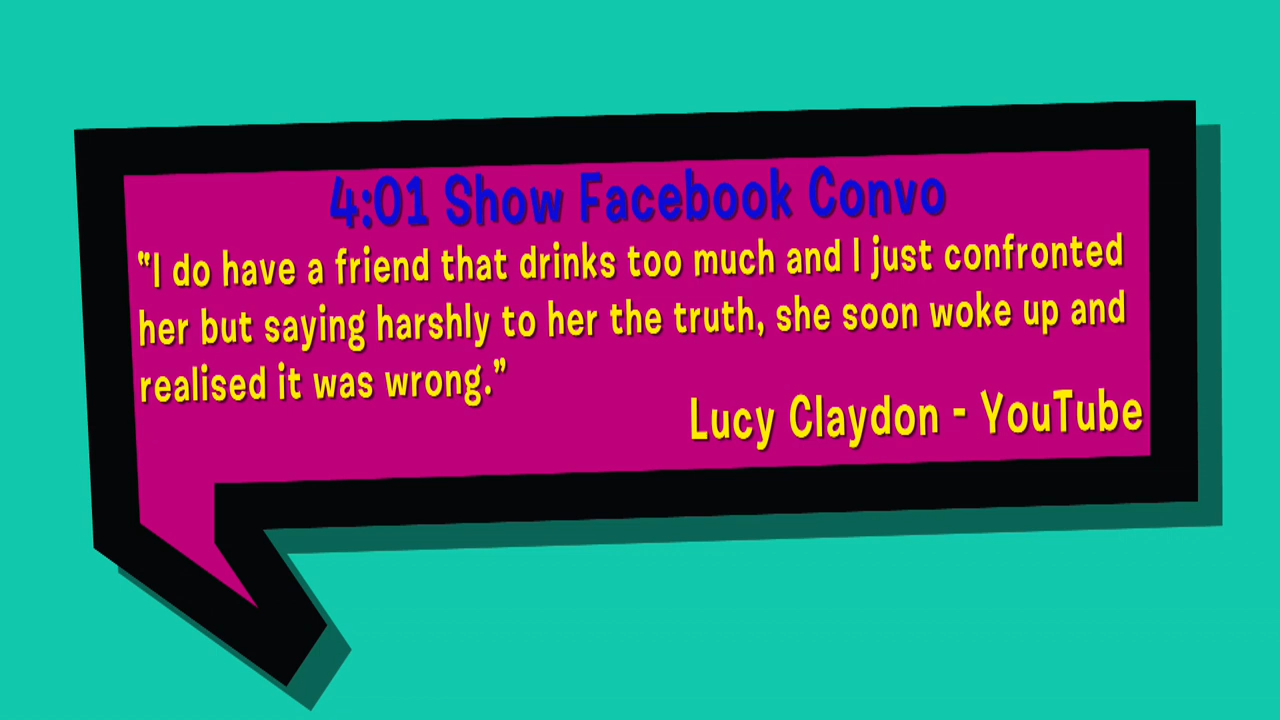 4:01 Show Facebook Convo
“I do have a friend that drinks too much and I just confronted
her but saying harshly to her the truth, she soon woke up and
realised it was wrong.”
Lucy Claydon - YouTube